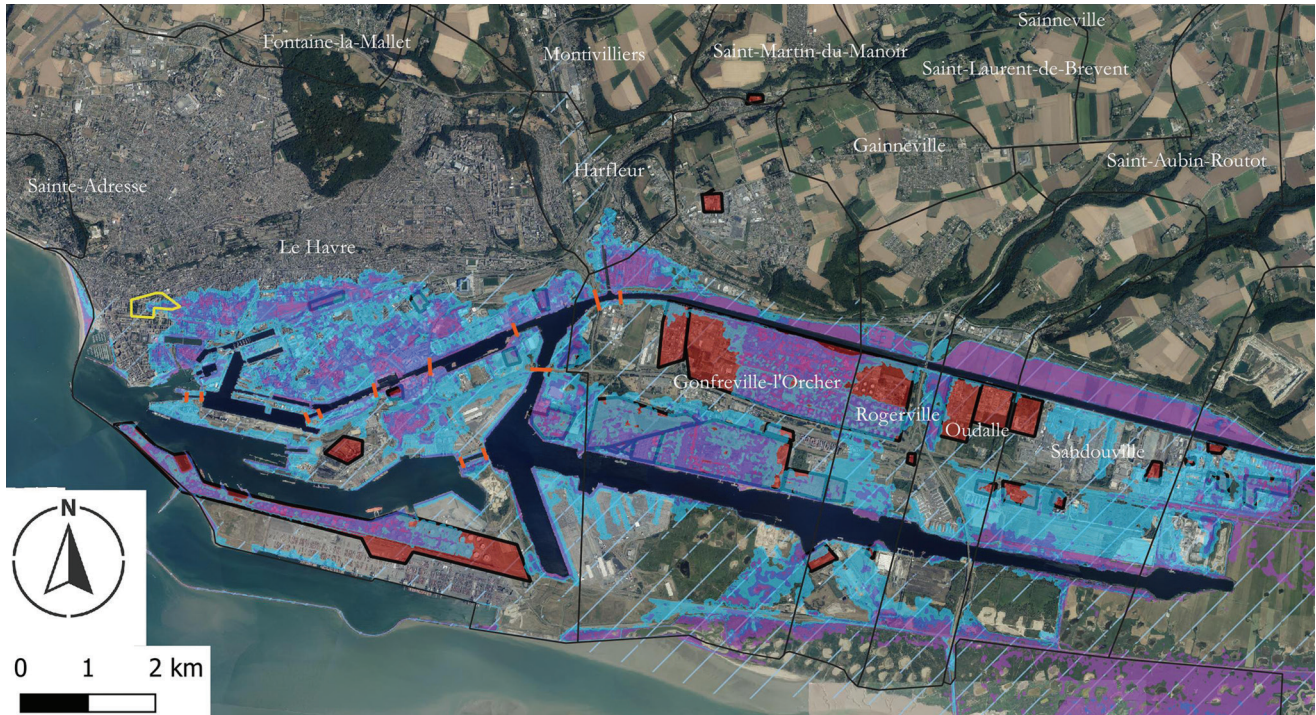 Sainneville
Fontaine-la-Mallet
Montivilliers
Saint-Martin-du-Manoir
Saint-Laurent-de-Brevent
Gainneville
Saint-Aubin-Routot
Harfleur
Sainte-Adresse
Le Havre
Gonfreville-l'Orcher
Rogerville
Oudalle
Sandouville
N
0 1 2 km